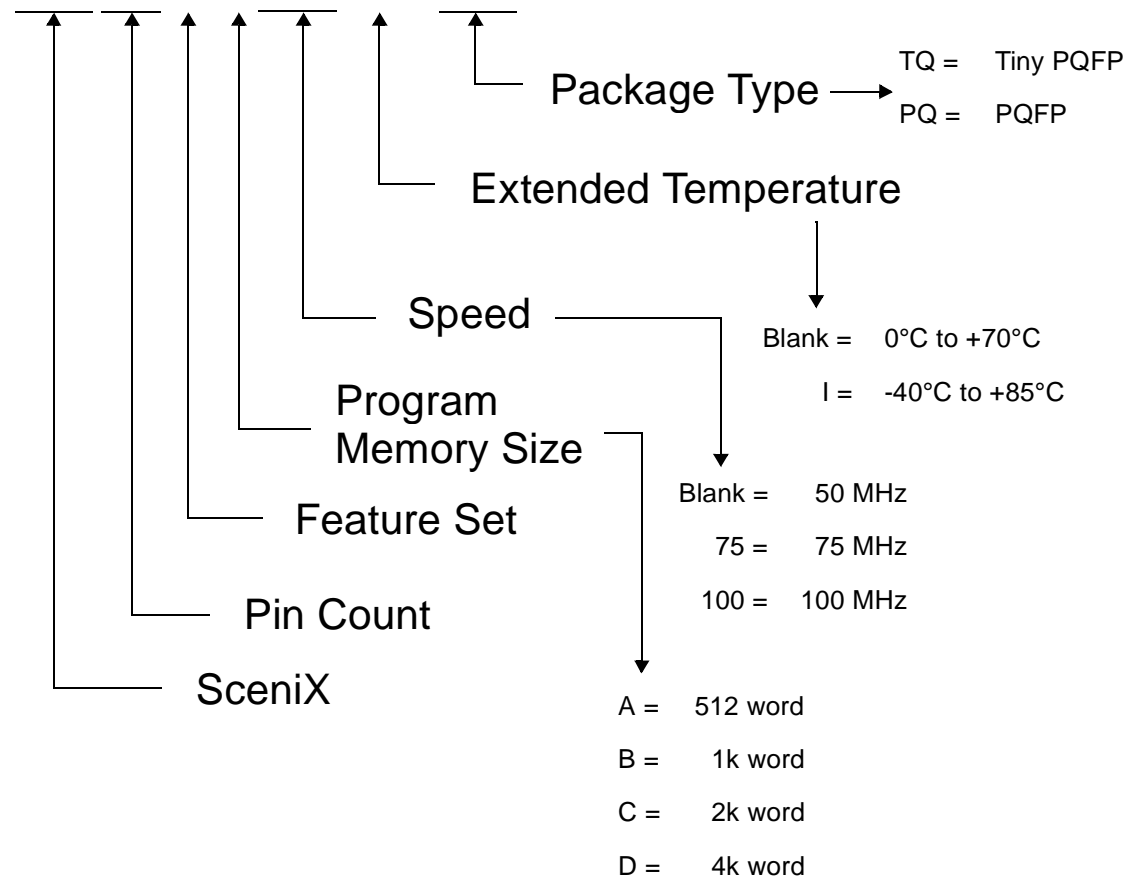 Package Type
TQ = Tiny PQFP
PQ = PQFP
Extended Temperature
Speed
Blank = 0°C to +70°C
I = -40°C to +85°C
Program
Memory Size
Blank = 50 MHz
Feature Set
75 = 75 MHz
100 = 100 MHz
Pin Count
SceniX
A = 512 word
B = 1k word
C = 2k word
D = 4k word